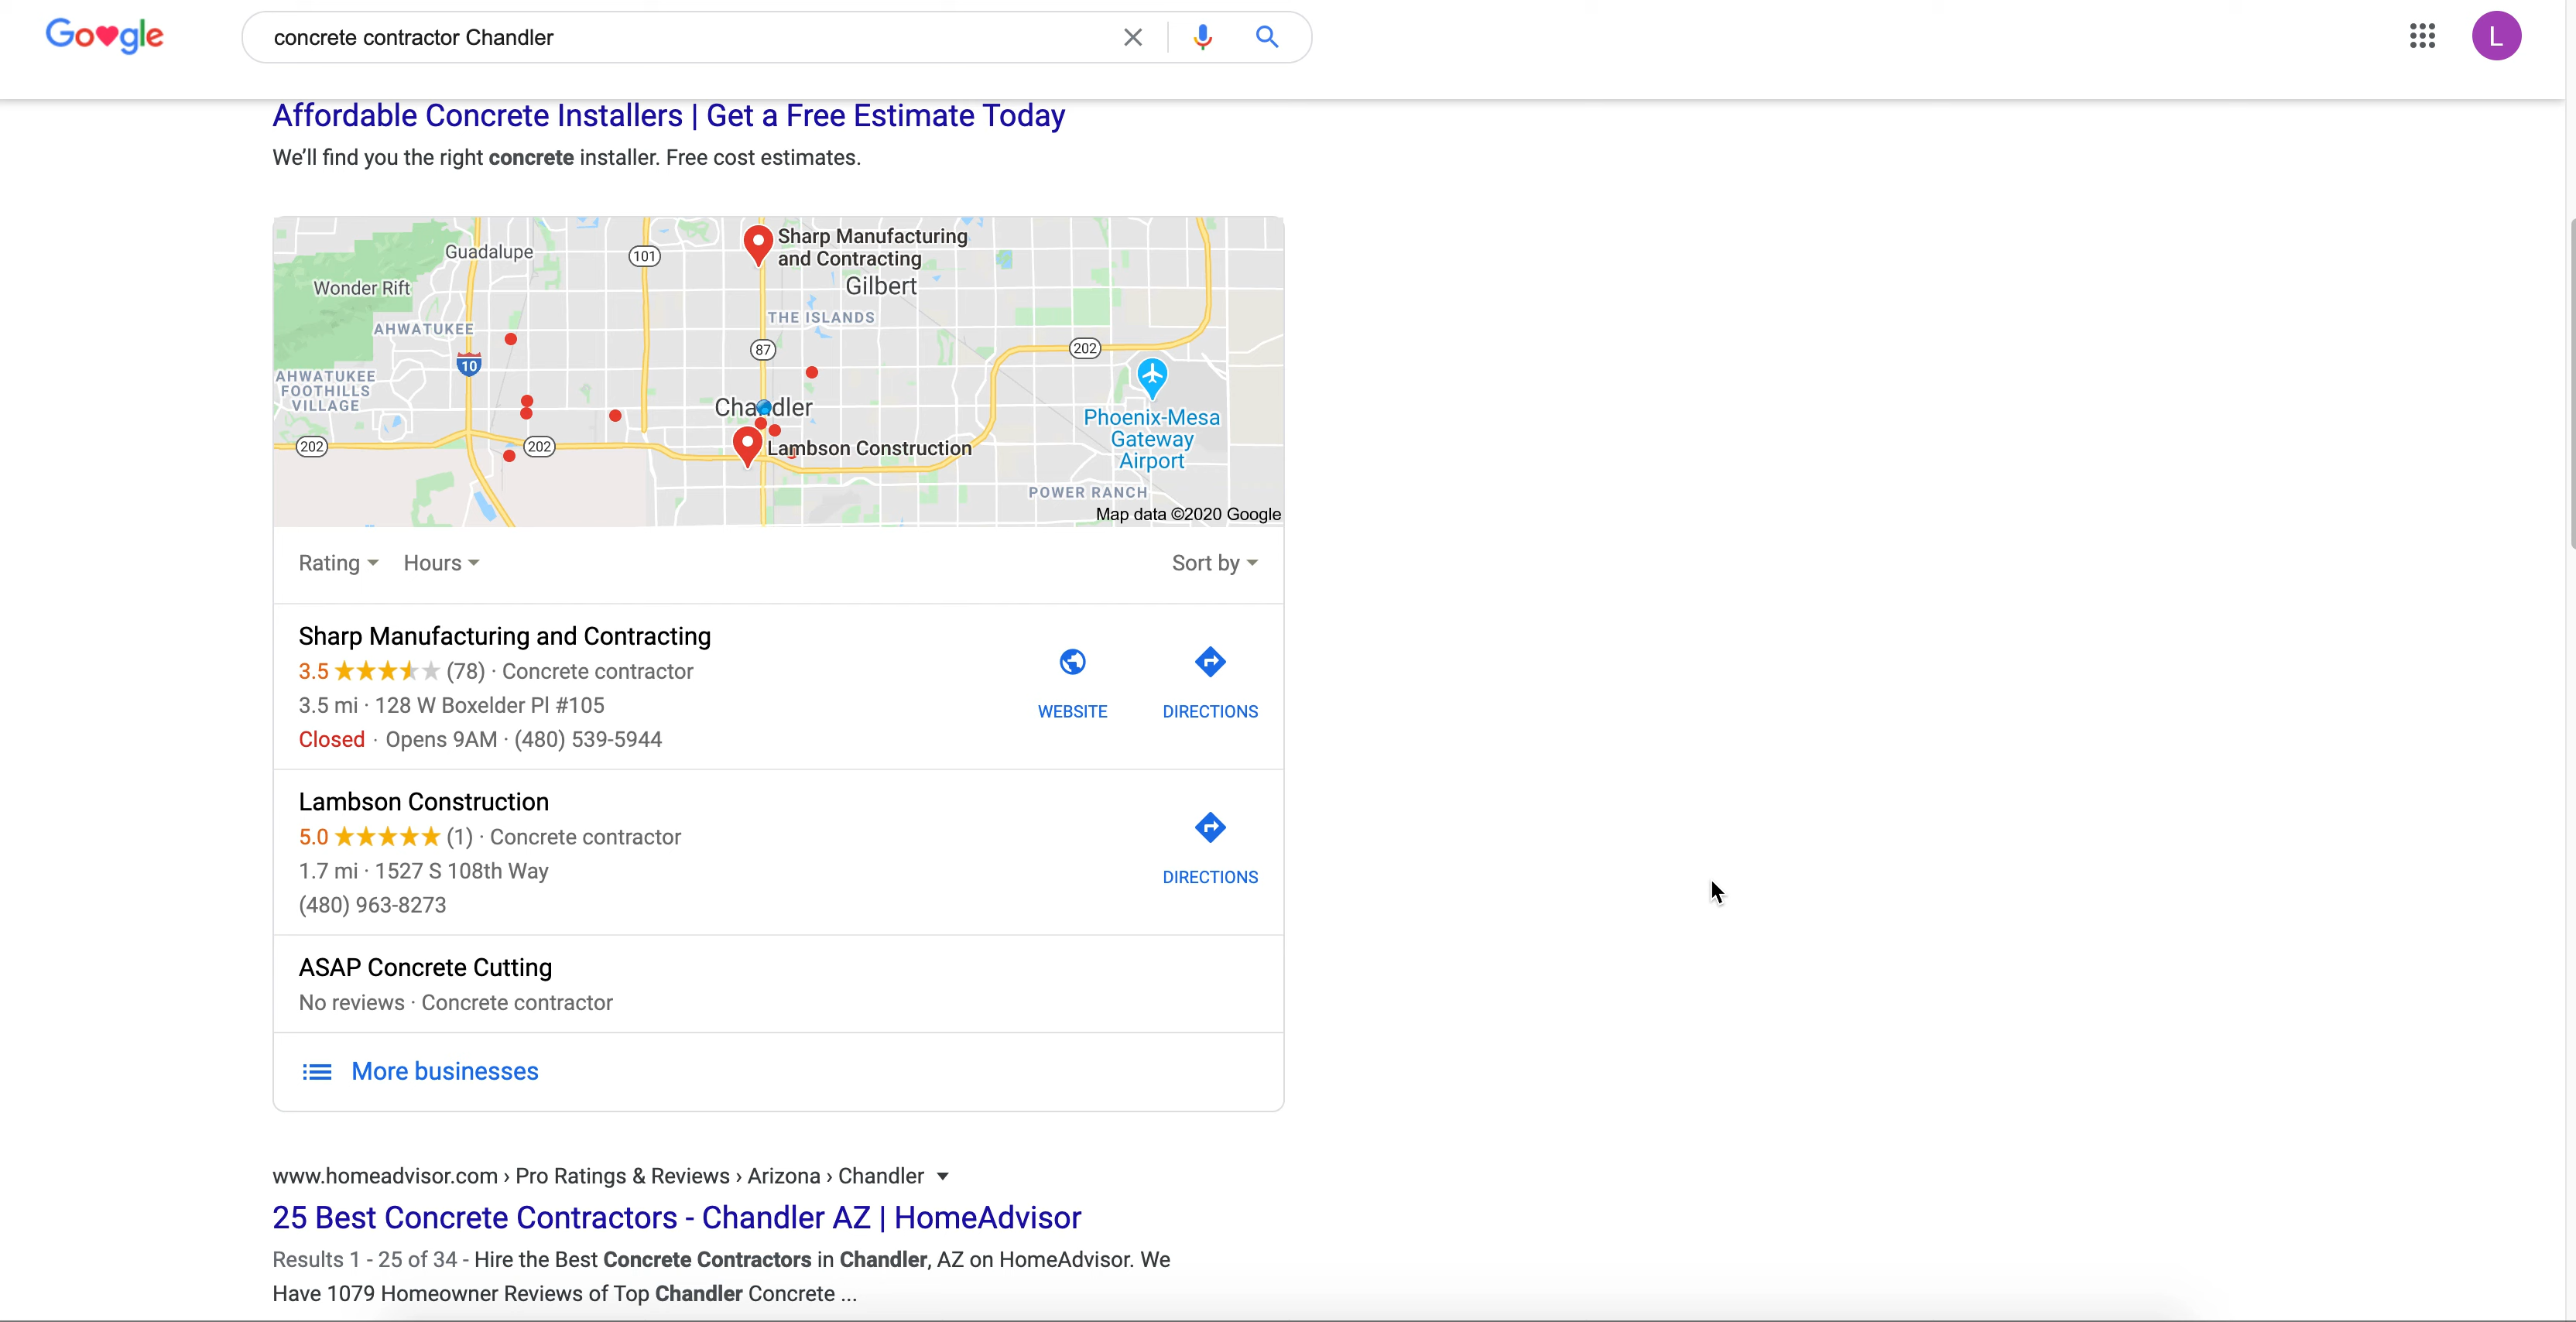 Google
concrete contractor Chandler
L
Affordable Concrete Installers | Get a Free Estimate Today
We'll find you the right concrete installer. Free cost estimates.
Guadalupe
101
Sharp Manufacturing
and Contracting
Gilbert
Wonder Rift
THE ISLANDS
AHWATUKEE
87
202
10
AHWATUKEE
FOOTHILLS
VILLAGE
Chandler
Phoenix-Mesa
Gateway
Airport
202
202
Lambson Construction
POWER RANCH
Map data ©2020 Google
Rating Hours Sort by
Sharp Manufacturing and Contracting
3.5 (78) · Concrete contractor
3.5 mi · 128 W Boxelder Pl #105
Closed · Opens 9AM · (480) 539-5944
WEBSITE DIRECTIONS
Lambson Construction
5.0 (1) · Concrete contractor
1.7 mi · 1527 S 108th Way
(480) 963-8273
DIRECTIONS
ASAP Concrete Cutting
No reviews · Concrete contractor
More businesses
www.homeadvisor.com › Pro Ratings & Reviews › Arizona › Chandler
25 Best Concrete Contractors - Chandler AZ | HomeAdvisor
Results 1 - 25 of 34 - Hire the Best Concrete Contractors in Chandler, AZ on HomeAdvisor. We
Have 1079 Homeowner Reviews of Top Chandler Concrete ...